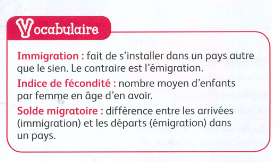 Vocabulaire
Immigration : fait de s'installer dans un pays autre
que le sien. Le contraire est l'émigration.
Indice de fécondité : nombre moyen d'enfants
par femme en âge d'en avoir.
Solde migratoire : différence entre les arrivées
(immigration) et les départs (émigration) dans
un pays.